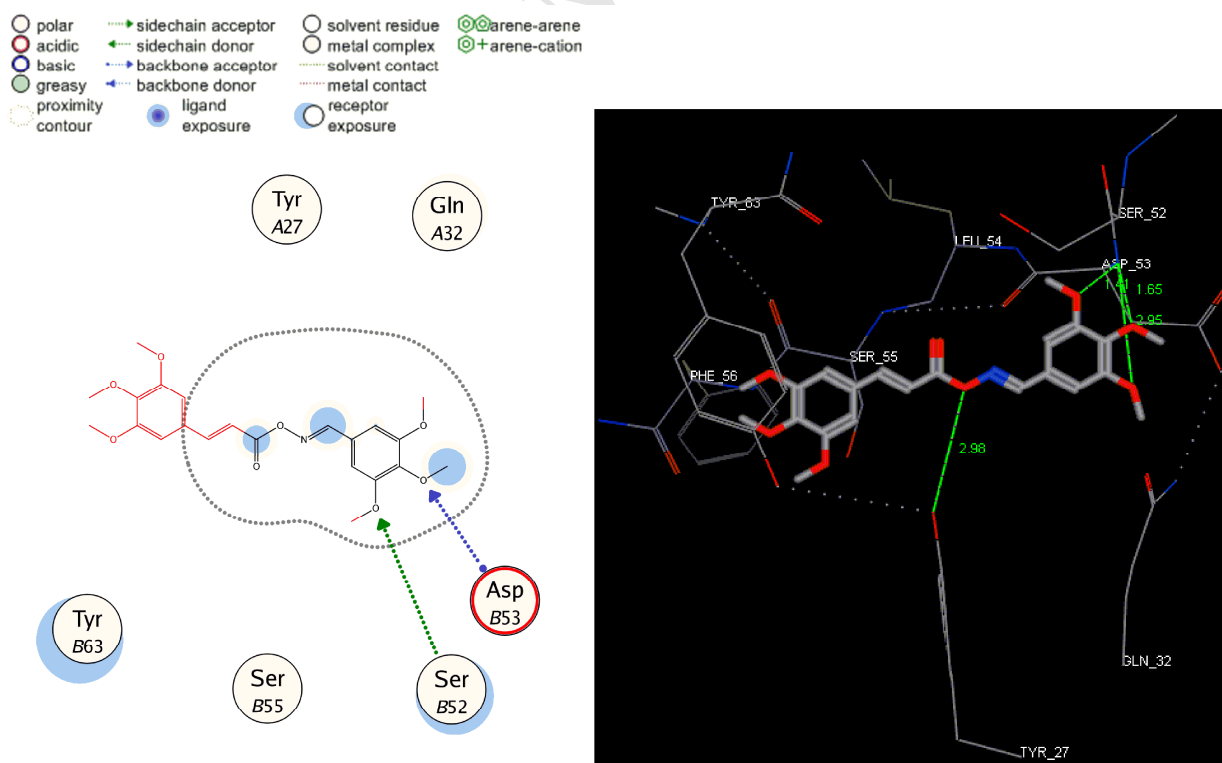 polar sidechain acceptor solvent residue arene-arene
acidic sidechain donor metal complex arene-cation
basic backbone acceptor solvent contact
greasy backbone donor metal contact
proximity contour ligand exposure receptor exposure
Tyr
A27
Gln
A32
O
O
O
O
O
N
O
O
O
Asp
B53
Tyr
B63
Ser
B55
Ser
B52
TYR_63
SER_52
LEU_54
ASP_53
1.65
2.95
SER_55
PHE_56
2.98
GLN_32
TYR_27